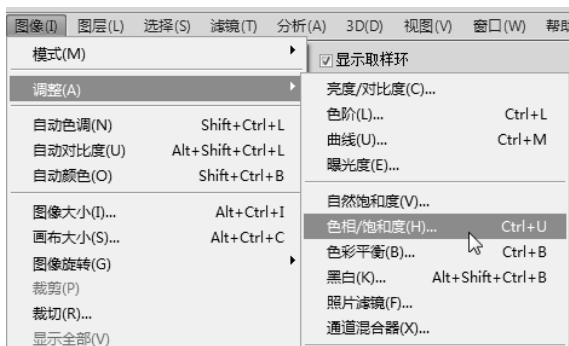 图像(I) 图层(L) 选择(S) 滤镜(T) 分析(A) 3D(D) 视图(V) 窗口(W) 帮助
模式(M)
调整(A)
自动色调(N) Shift+Ctrl+L
自动对比度(U) Alt+Shift+Ctrl+L
自动颜色(O) Shift+Ctrl+B
图像大小(I)... Alt+Ctrl+I
画布大小(S)... Alt+Ctrl+C
图像旋转(G)
裁剪(P)
裁切(R)...
显示全部(V)
显示取样环
亮度/对比度(C)...
色阶(L)... Ctrl+L
曲线(U)... Ctrl+M
曝光度(E)...
自然饱和度(V)...
色相/饱和度(H)... Ctrl+U
色彩平衡(B)... Ctrl+B
黑白(K)... Alt+Shift+Ctrl+B
照片滤镜(F)...
通道混合器(X)...